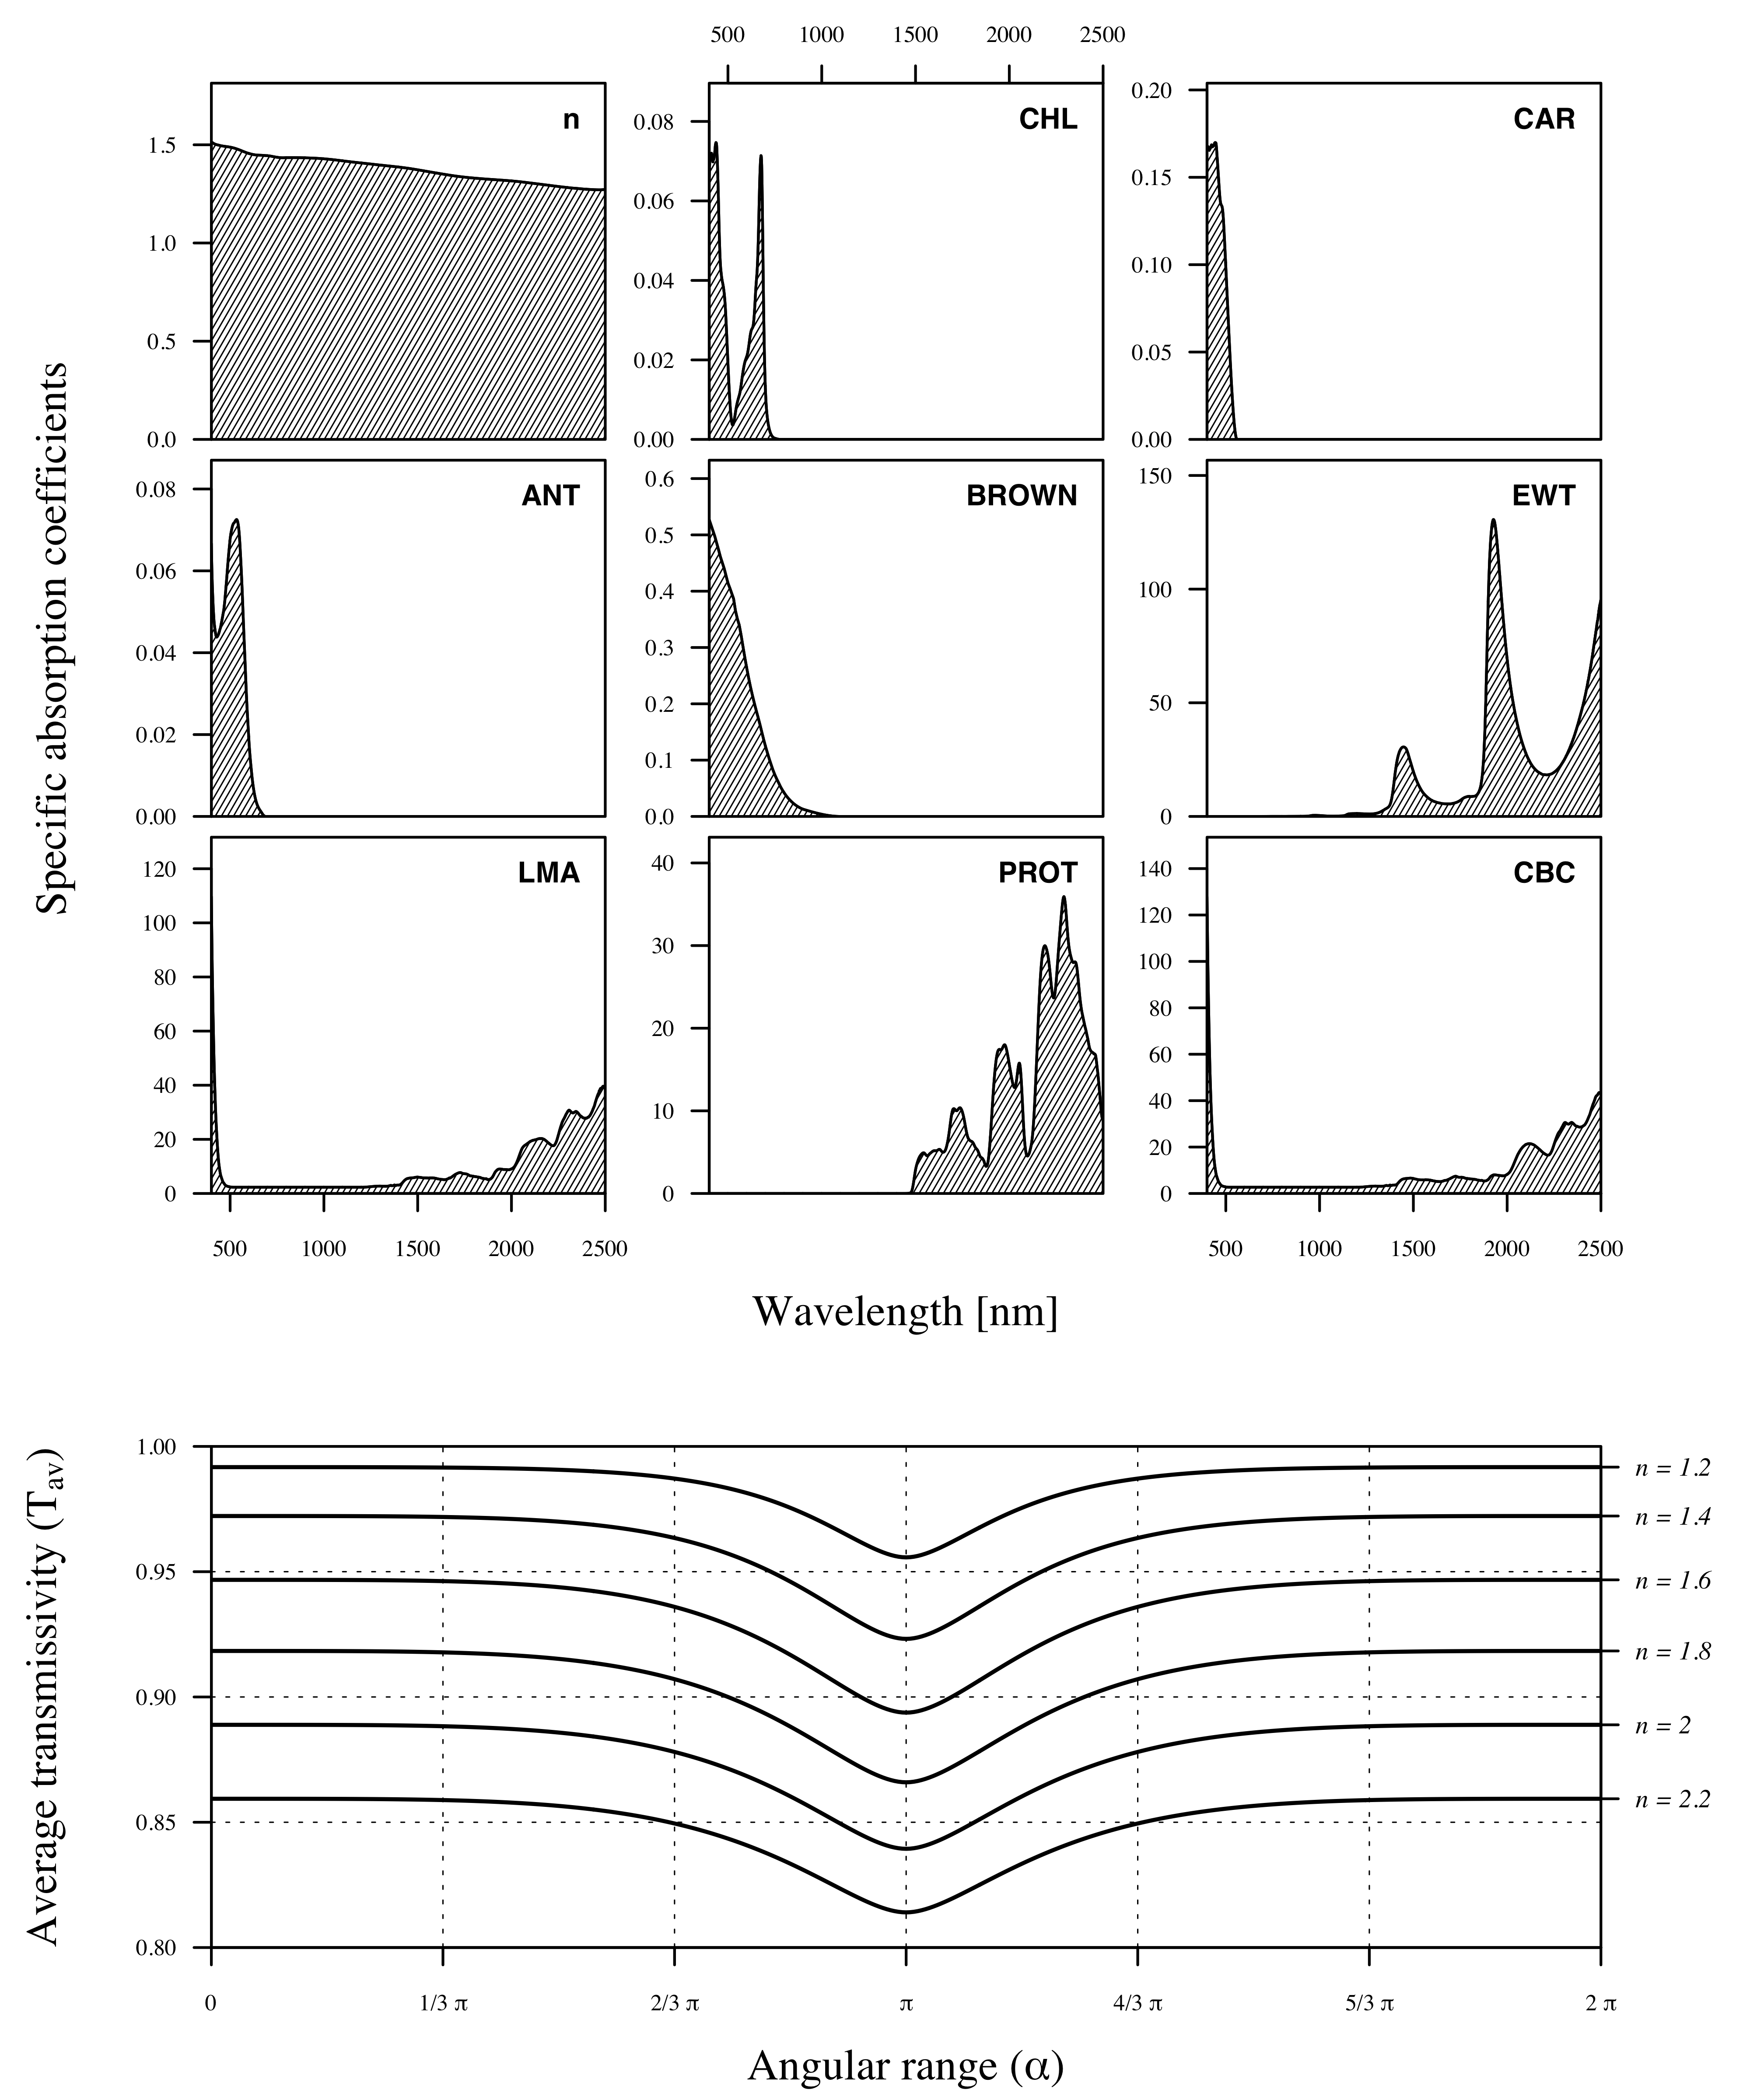 500 1000 1500 2000 2500
n
1.5
1.0
0.5
0.0
CHL
0.08
0.06
0.04
0.02
0.00
CAR
0.20
0.15
0.10
0.05
0.00
Specific absorption coefficients
ANT
0.08
0.06
0.04
0.02
0.00
BROWN
0.6
0.5
0.4
0.3
0.2
0.1
0.0
EWT
150
100
50
0
LMA
120
100
80
60
40
20
0
PROT
40
30
20
10
0
CBC
140
120
100
80
60
40
20
0
500 1000 1500 2000 2500
500 1000 1500 2000 2500
Wavelength [nm]
Average transmissivity (Tav)
1.00
0.95
0.90
0.85
0.80
n = 1.2
n = 1.4
n = 1.6
n = 1.8
n = 2
n = 2.2
0 1/3 π 2/3 π π 4/3 π 5/3 π 2 π
Angular range (α)